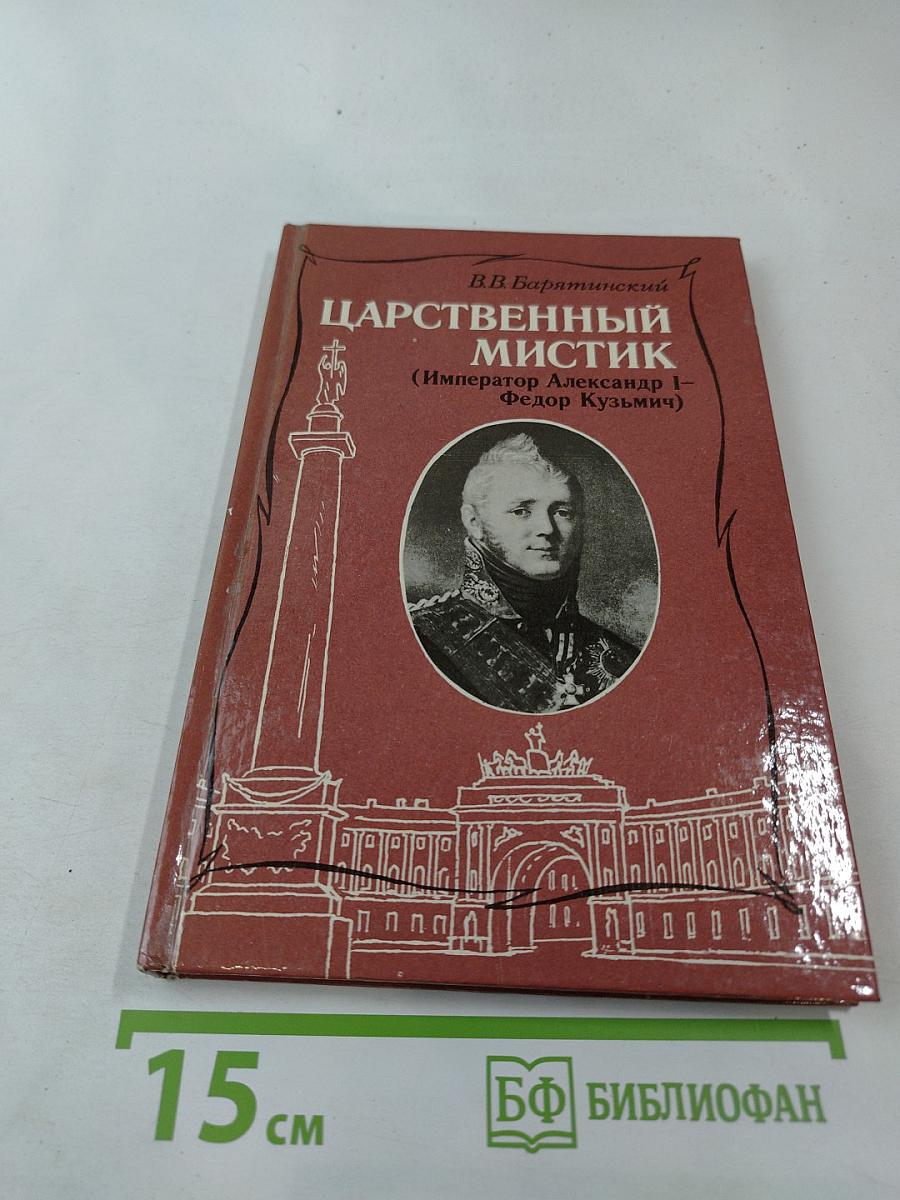 В.В. Барятинский
ЦАРСТВЕННЫЙ
МИСТИК
(Император Александр I–
Федор Кузьмич)
15 см
БФ БИБЛИОФАН